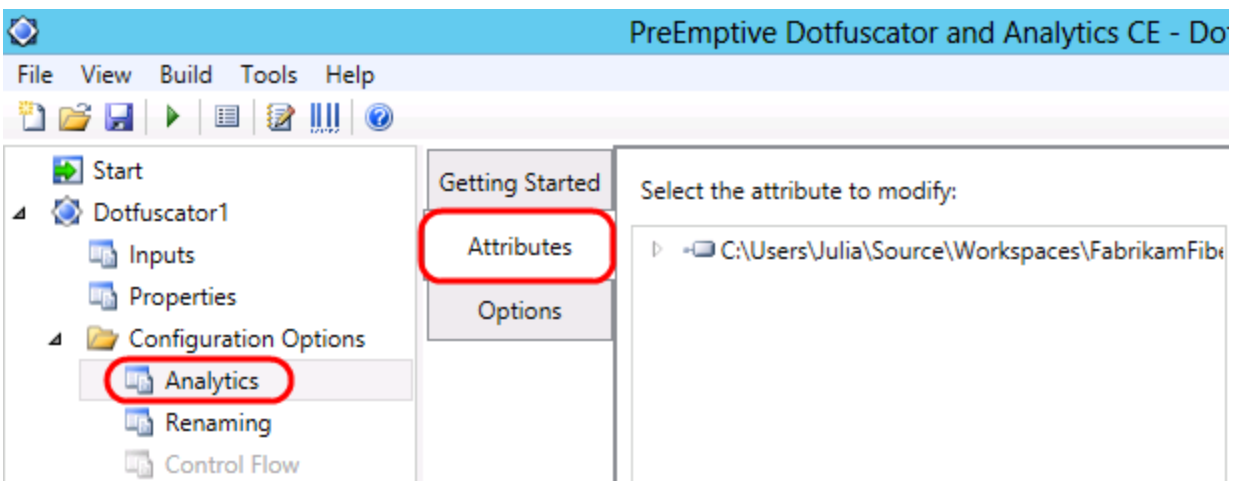 PreEmptive Dotfuscator and Analytics CE - Do
File View Build Tools Help
Start
Dotfuscator1
Inputs
Properties
Configuration Options
Analytics
Renaming
Control Flow
Getting Started
Attributes
Options
Select the attribute to modify:
C:\Users\Julia\Source\Workspaces\FabrikamFibe